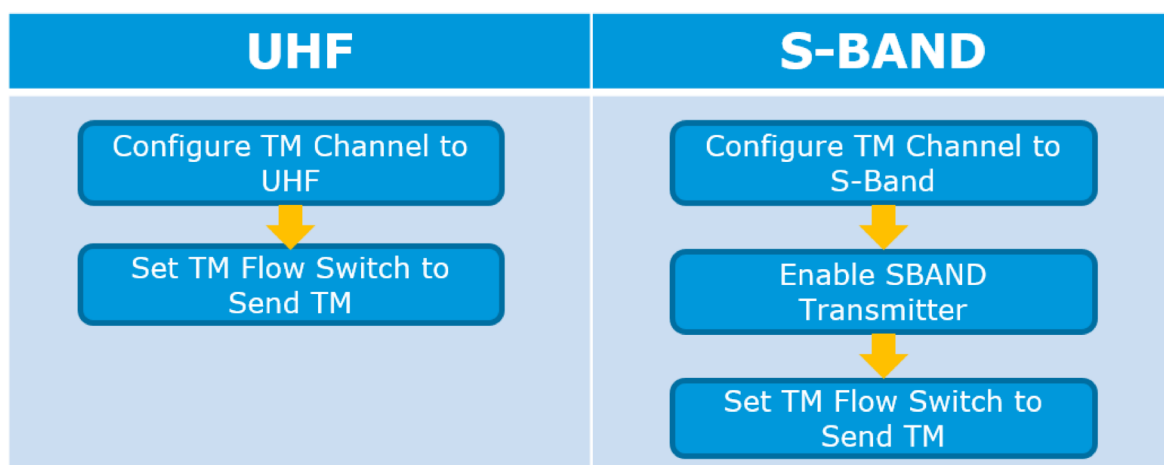 UHF
S-BAND
Configure TM Channel to
UHF
Set TM Flow Switch to
Send TM
Configure TM Channel to
S-Band
Enable SBAND
Transmitter
Set TM Flow Switch to
Send TM